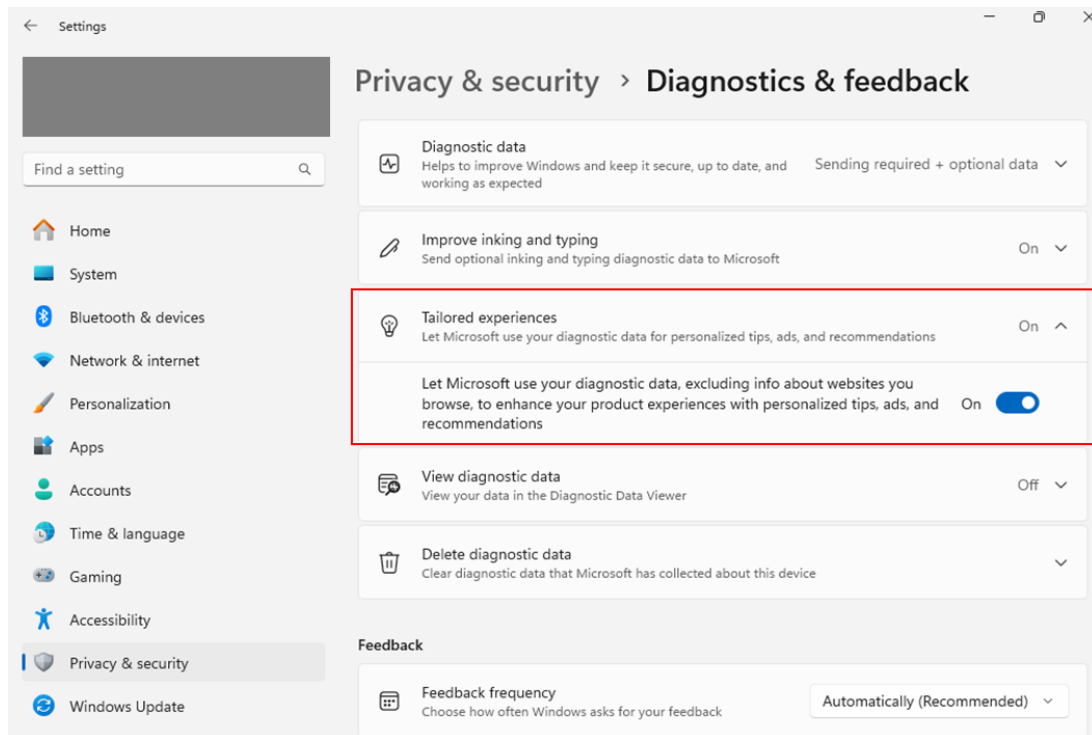 Settings
Find a setting
Home
System
Bluetooth & devices
Network & internet
Personalization
Apps
Accounts
Time & language
Gaming
Accessibility
Privacy & security
Windows Update
Privacy & security > Diagnostics & feedback
Diagnostic data
Helps to improve Windows and keep it secure, up to date, and
working as expected
Sending required + optional data
Improve inking and typing
Send optional inking and typing diagnostic data to Microsoft
On
Tailored experiences
Let Microsoft use your diagnostic data for personalized tips, ads, and recommendations
On
Let Microsoft use your diagnostic data, excluding info about websites you
browse, to enhance your product experiences with personalized tips, ads, and
recommendations
On
View diagnostic data
View your data in the Diagnostic Data Viewer
Off
Delete diagnostic data
Clear diagnostic data that Microsoft has collected about this device
Feedback
Feedback frequency
Choose how often Windows asks for your feedback
Automatically (Recommended)